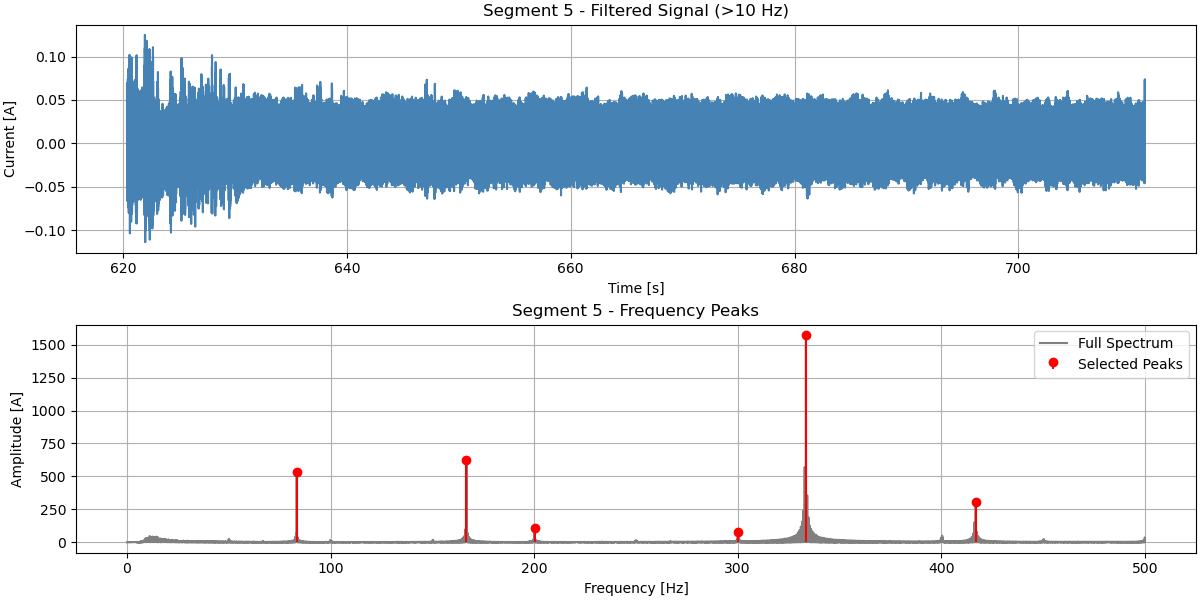 Segment 5 - Filtered Signal (>10 Hz)
Current [A]
0.10
0.05
0.00
−0.05
−0.10
620 640 660 680 700
Time [s]
Segment 5 - Frequency Peaks
Amplitude [A]
1500
1250
1000
750
500
250
0
Full Spectrum
Selected Peaks
0 100 200 300 400 500
Frequency [Hz]